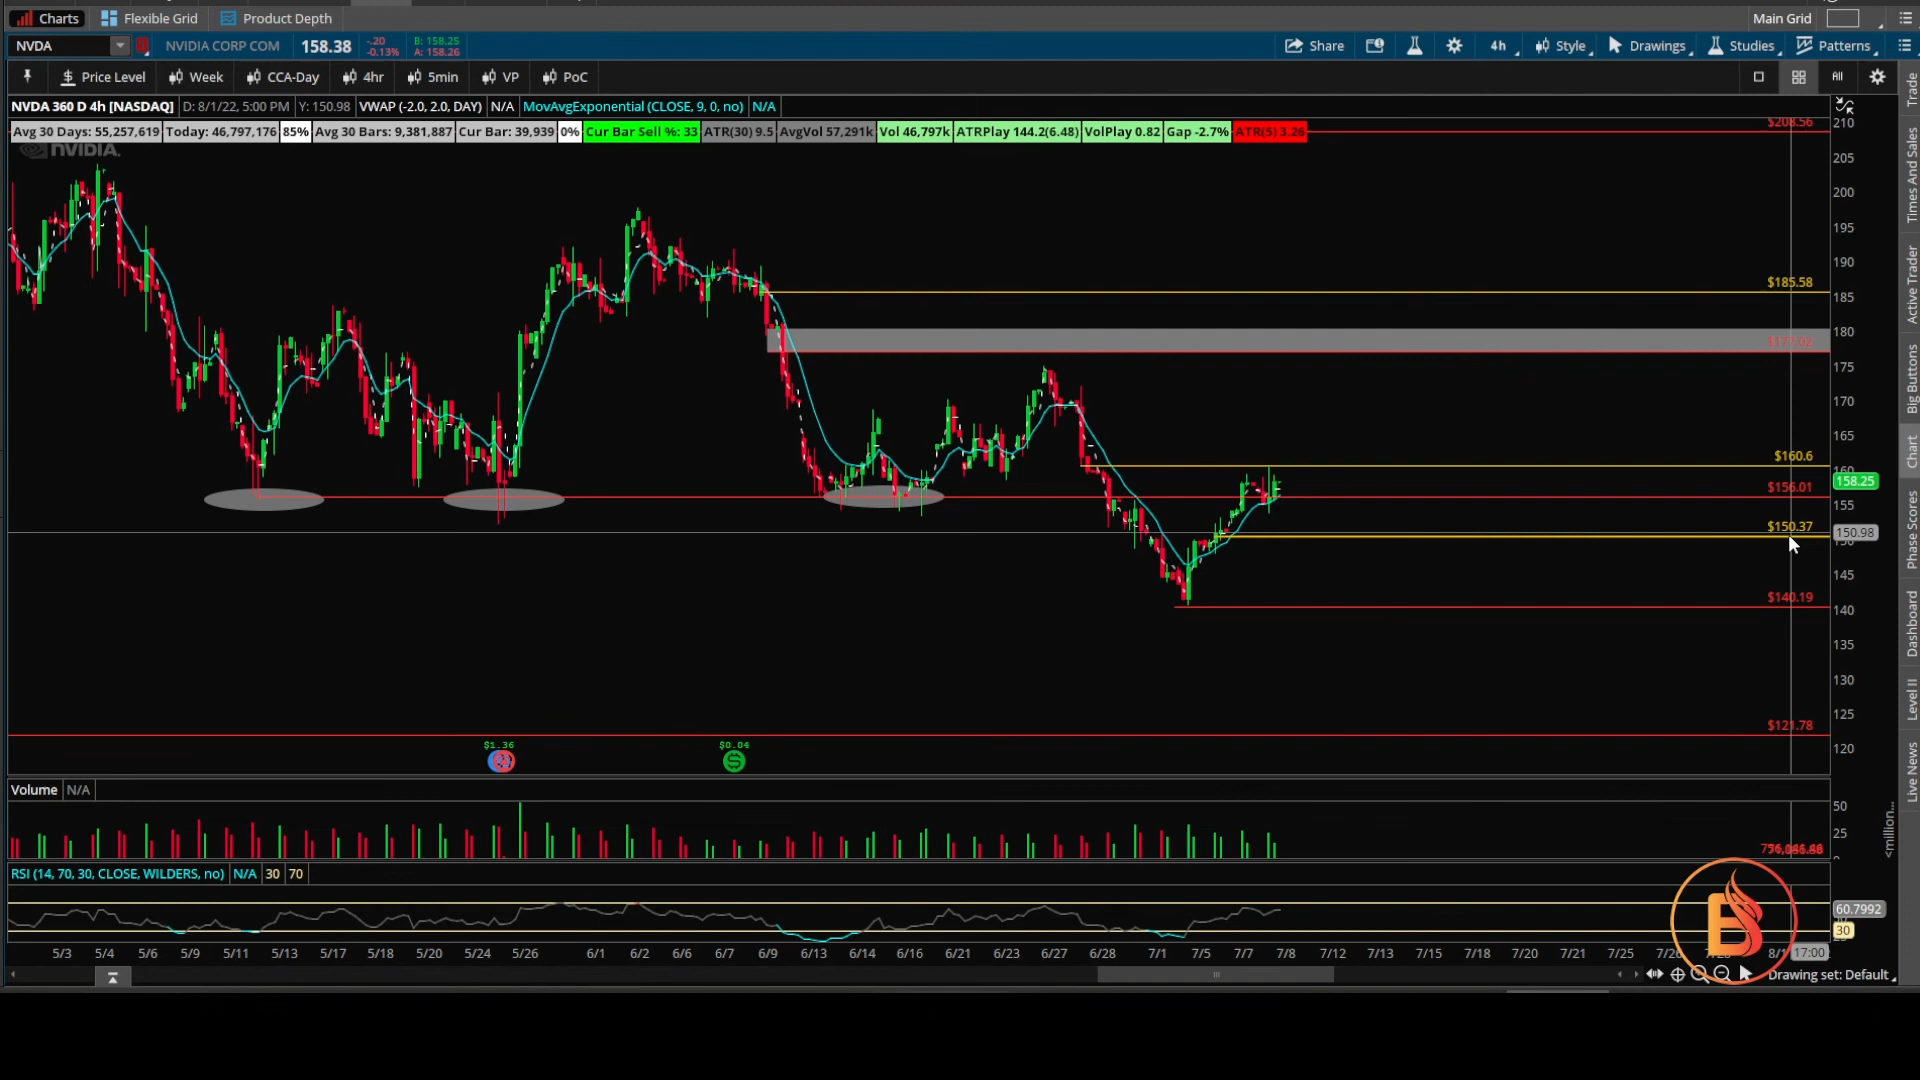 Charts Flexible Grid Product Depth Main Grid
NVDA NVIDIA CORP COM 158.38 -.20 -0.13% B: 158.25 A: 158.26 Share 4h Style Drawings Studies Patterns
Price Level Week CCA-Day 4hr 5min VP PoC All
NVDA 360 D 4h [NASDAQ] D: 8/1/22, 5:00 PM Y: 150.98 VWAP (-2.0, 2.0, DAY) N/A MovAvgExponential (CLOSE, 9, 0, no) N/A
Avg 30 Days: 55,257,619 Today: 46,797,176 85% Avg 30 Bars: 9,381,887 Cur Bar: 39,939 0% Cur Bar Sell %: 33 ATR(30) 9.5 AvgVol 57,291k Vol 46,797k ATRPlay 144.2(6.48) VolPlay 0.82 Gap -2.7% ATR(5) 3.26
NVIDIA.
$208.56
$185.58
$177.02
$160.6
$156.01
$150.37
$140.19
$121.78
210
205
200
195
190
185
180
175
170
165
160
158.25
155
150.98
145
140
135
130
125
120
$1.36 $0.04
Volume N/A
50
25
<million...
RSI (14, 70, 30, CLOSE, WILDERS, no) N/A 30 70
60.7992
30
5/3 5/4 5/6 5/9 5/11 5/13 5/17 5/18 5/20 5/24 5/26 6/1 6/2 6/6 6/7 6/9 6/13 6/14 6/16 6/21 6/23 6/27 6/28 7/1 7/5 7/7 7/8 7/12 7/13 7/15 7/18 7/20 7/21 7/25 17:00
Drawing set: Default
Trade
Times And Sales
Active Trader
Big Buttons
Chart
Phase Scores
Dashboard
Level II
Live News